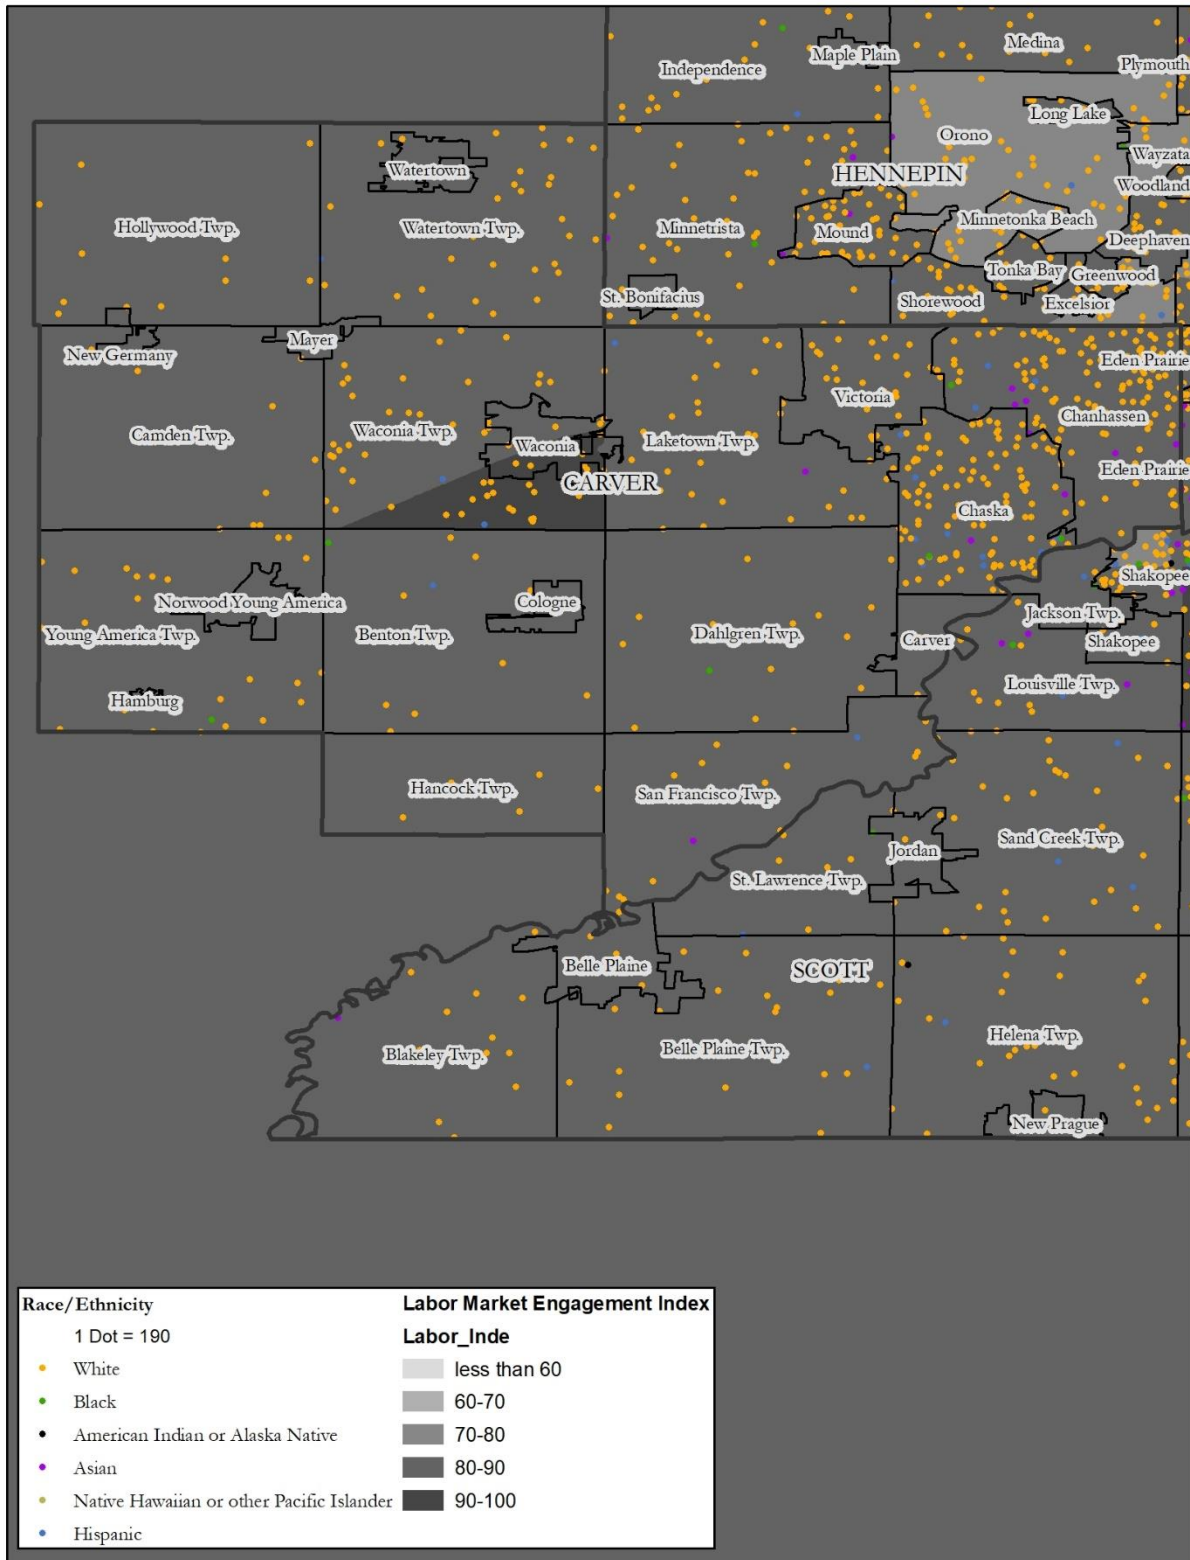 Maple Plain
Medina
Independence
Plymouth
Long Lake
Orono
Wayzata
Watertown
HENNEPIN
Woodland
Hollywood Twp.
Watertown Twp.
Minnetrista
Mound
Minnetonka Beach
Deephaven
Tonka Bay
Greenwood
St. Bonifacius
Shorewood
Excelsior
New Germany
Mayer
Eden Prairie
Victoria
Chanhassen
Camden Twp.
Waconia Twp.
Waconia
Laketown Twp.
Eden Prairie
CARVER
Chaska
Shakopee
Norwood Young America
Cologne
Jackson Twp.
Young America Twp.
Benton Twp.
Dahlgren Twp.
Carver
Shakopee
Louisville Twp.
Hamburg
Hancock Twp.
San Francisco Twp.
Sand Creek Twp.
Jordan
St. Lawrence Twp.
Belle Plaine
SCOTT
Helena Twp.
Blakeley Twp.
Belle Plaine Twp.
New Prague
Race/Ethnicity
1 Dot = 190
White
Black
American Indian or Alaska Native
Asian
Native Hawaiian or other Pacific Islander
Hispanic
Labor Market Engagement Index
Labor_Inde
less than 60
60-70
70-80
80-90
90-100